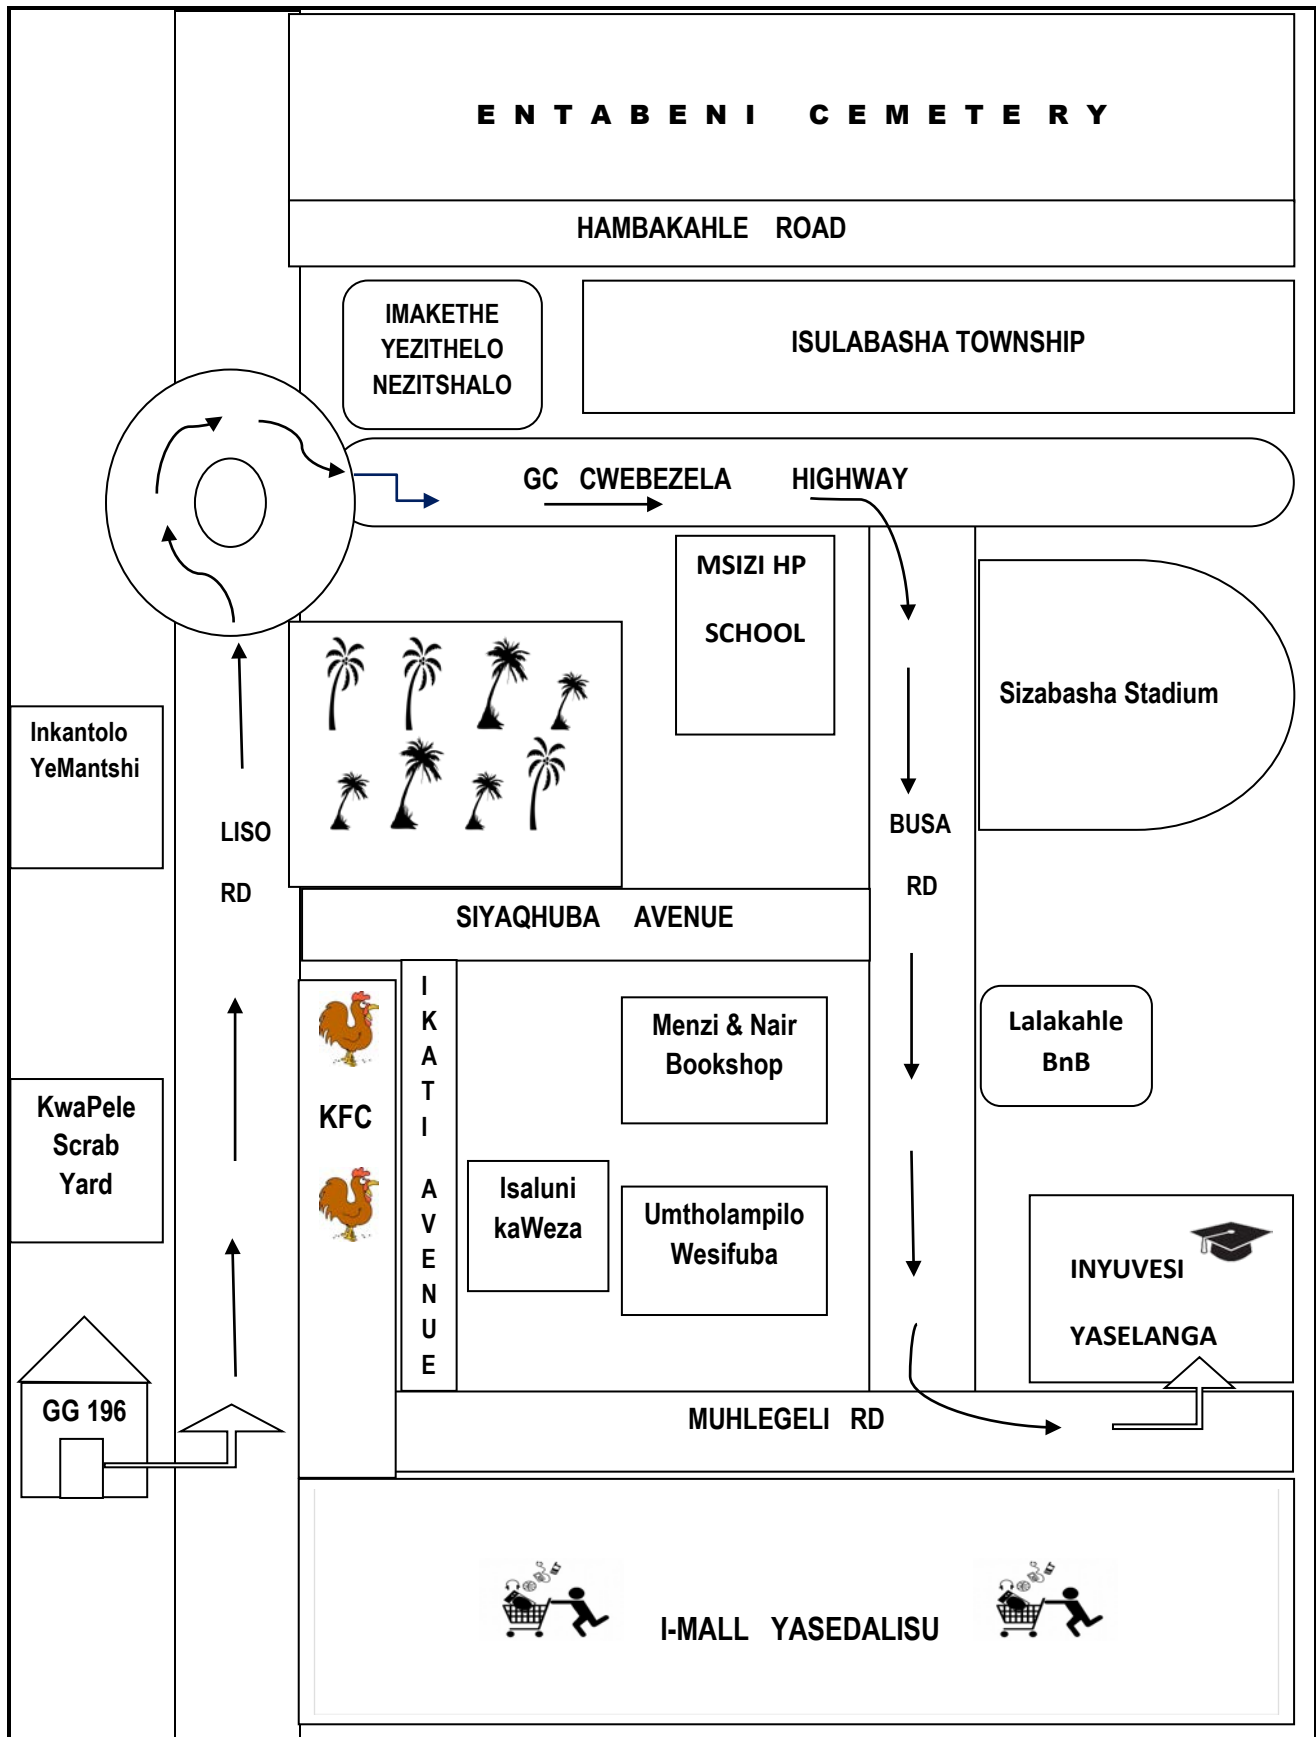 ENTABENI CEMETERY
HAMBAKAHLE ROAD
IMAKETHE
YEZITHELO
NEZITSHALO
ISULABASHA TOWNSHIP
GC CWEBEZELA HIGHWAY
MSIZI HP
SCHOOL
Sizabasha Stadium
Inkantolo
YeMantshi
LISO
RD
BUSA
RD
SIYAQHUBA AVENUE
IKATI AVENUE
KFC
Menzi & Nair
Bookshop
Lalakahle
BnB
KwaPele
Scrab
Yard
Isaluni
kaWeza
Umtholampilo
Wesifuba
INYUVESI
YASELANGA
GG 196
MUHLEGELI RD
I-MALL YASEDALISU